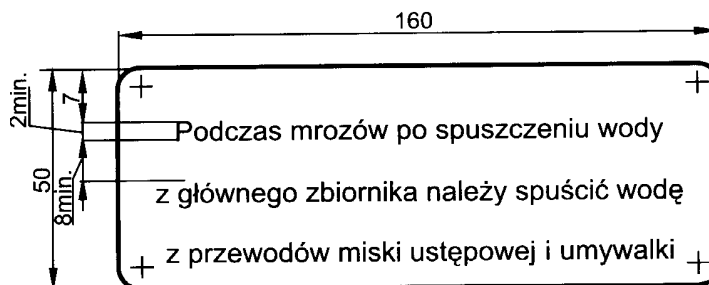 160
2min.
7
50
8min.
Podczas mrozów po spuszczeniu wody
z głównego zbiornika należy spuścić wodę
z przewodów miski ustępowej i umywalki